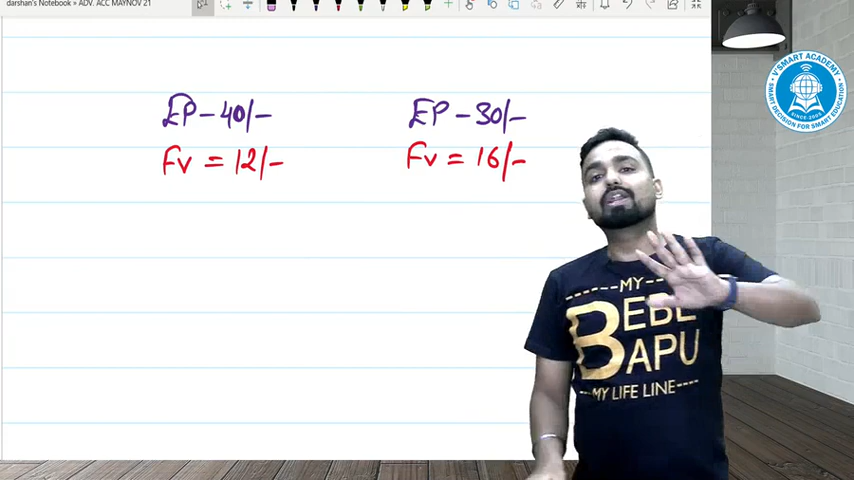 darshan's Notebook » ADV. ACC MAYNOV 21
EP - 40/-
EP - 30/-
Fv = 12/-
Fv = 16/-
V'SMART ACADEMY
SINCE-2003
SMART DECISION FOR SMART EDUCATION
MY
BEBE
BAPU
MY LIFE LINE